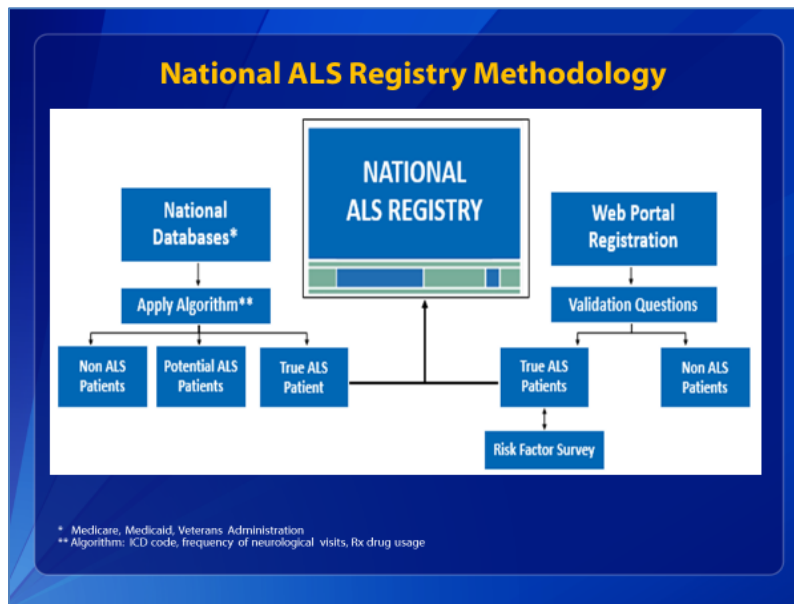 National ALS Registry Methodology
NATIONAL
ALS REGISTRY
National
Databases*
Web Portal
Registration
Apply Algorithm**
Validation Questions
Non ALS
Patients
Potential ALS
Patients
True ALS
Patient
True ALS
Patients
Non ALS
Patients
Risk Factor Survey
* Medicare, Medicaid, Veterans Administration
** Algorithm: ICD code, frequency of neurological visits, Rx drug usage